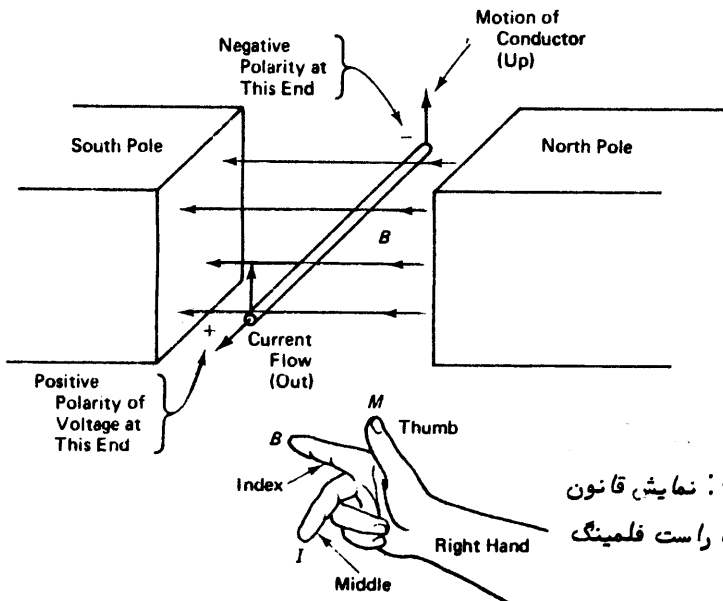 Motion of
Conductor
(Up)
Negative
Polarity at
This End
−
South Pole
North Pole
B
+
Current
Flow
(Out)
Positive
Polarity of
Voltage at
This End
M
Thumb
B
Index
I
Middle
Right Hand
: نمایش قانون
راست فلمینگ